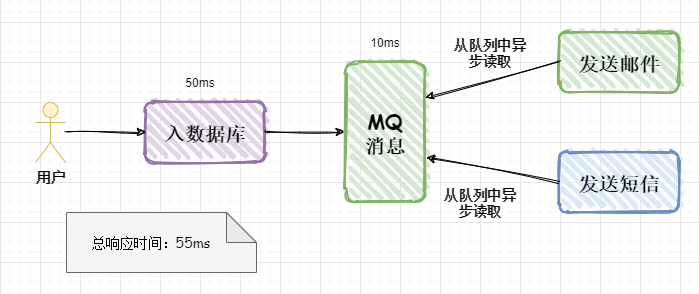 10ms
从队列中异
步读取
发送邮件
50ms
入数据库
MQ
消息
用户
从队列中异
步读取
发送短信
总响应时间：55ms